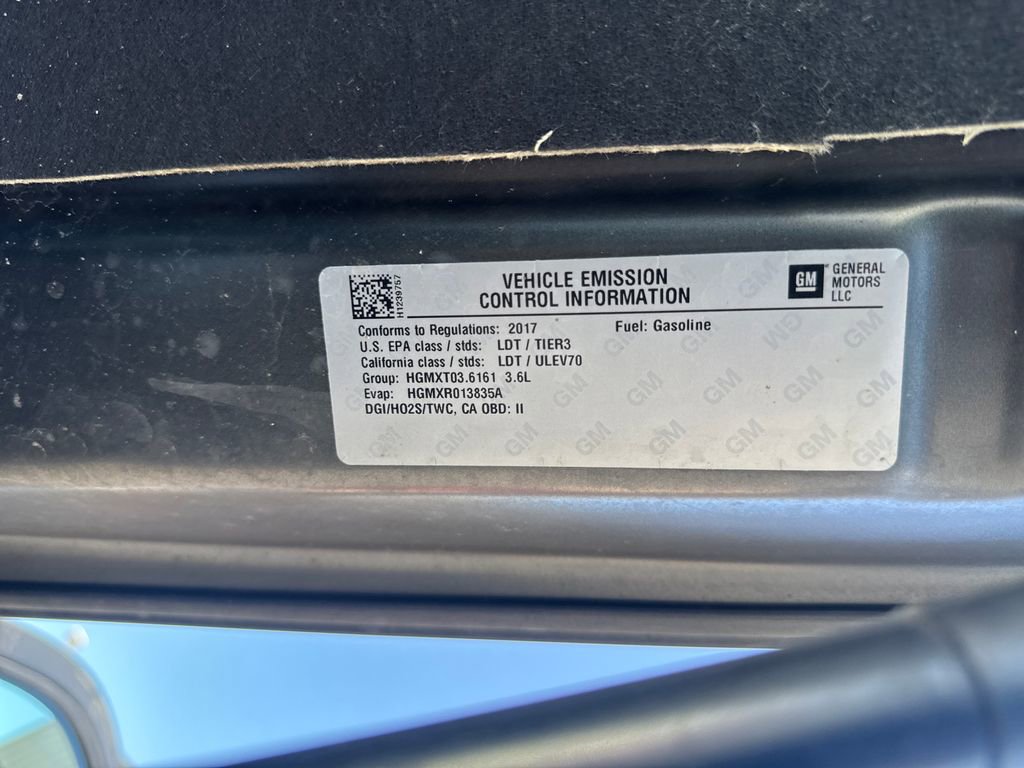 VEHICLE EMISSION
CONTROL INFORMATION
GM GENERAL
MOTORS
LLC
H1239757
Conforms to Regulations: 2017 Fuel: Gasoline
U.S. EPA class / stds: LDT / TIER3
California class / stds: LDT / ULEV70
Group: HGMXT03.6161 3.6L
Evap: HGMXR013835A
DGI/HO2S/TWC, CA OBD: II